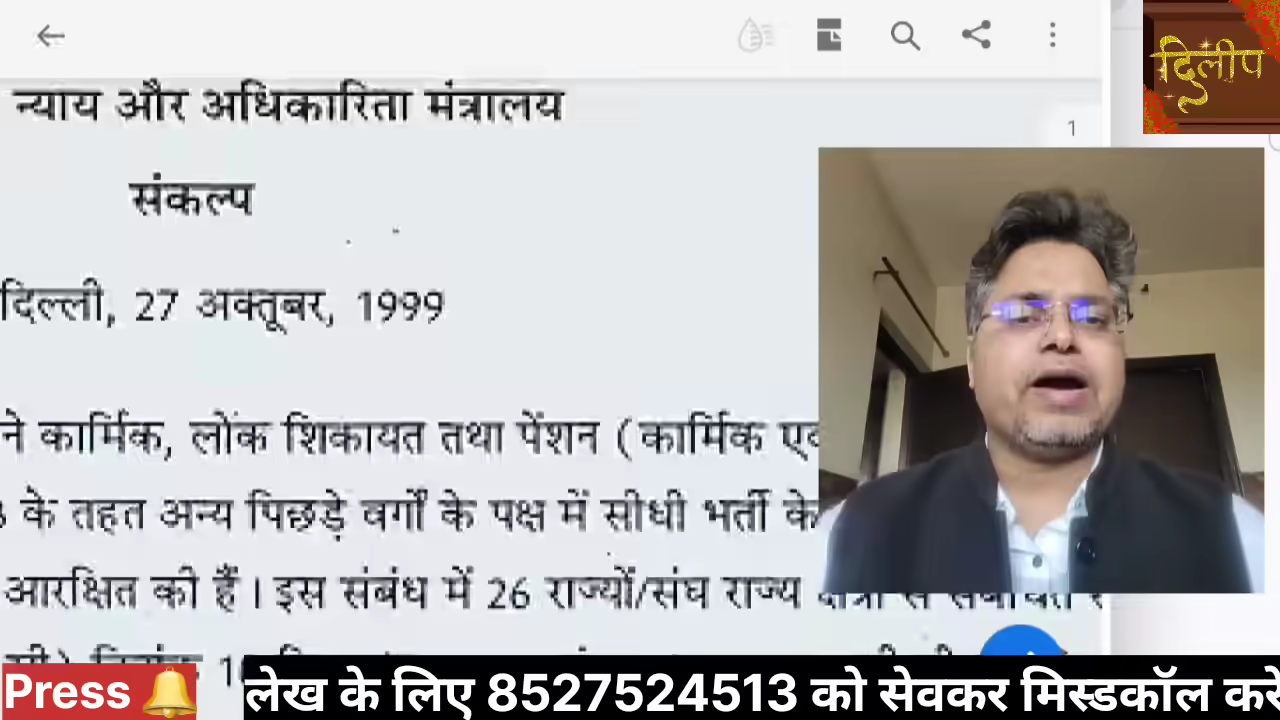 दिलीप
न्याय और अधिकारिता मंत्रालय
1
संकल्प
दिल्ली, 27 अक्तूबर, 1999
ने कार्मिक, लोक शिकायत तथा पेंशन (कार्मिक
के तहत अन्य पिछड़े वर्गों के पक्ष में सीधी भर्ती के
आरक्षित की हैं। इस संबंध में 26 राज्यों/संघ राज्य
Press
लेख के लिए 8527524513 को सेवकर मिस्डकॉल करे